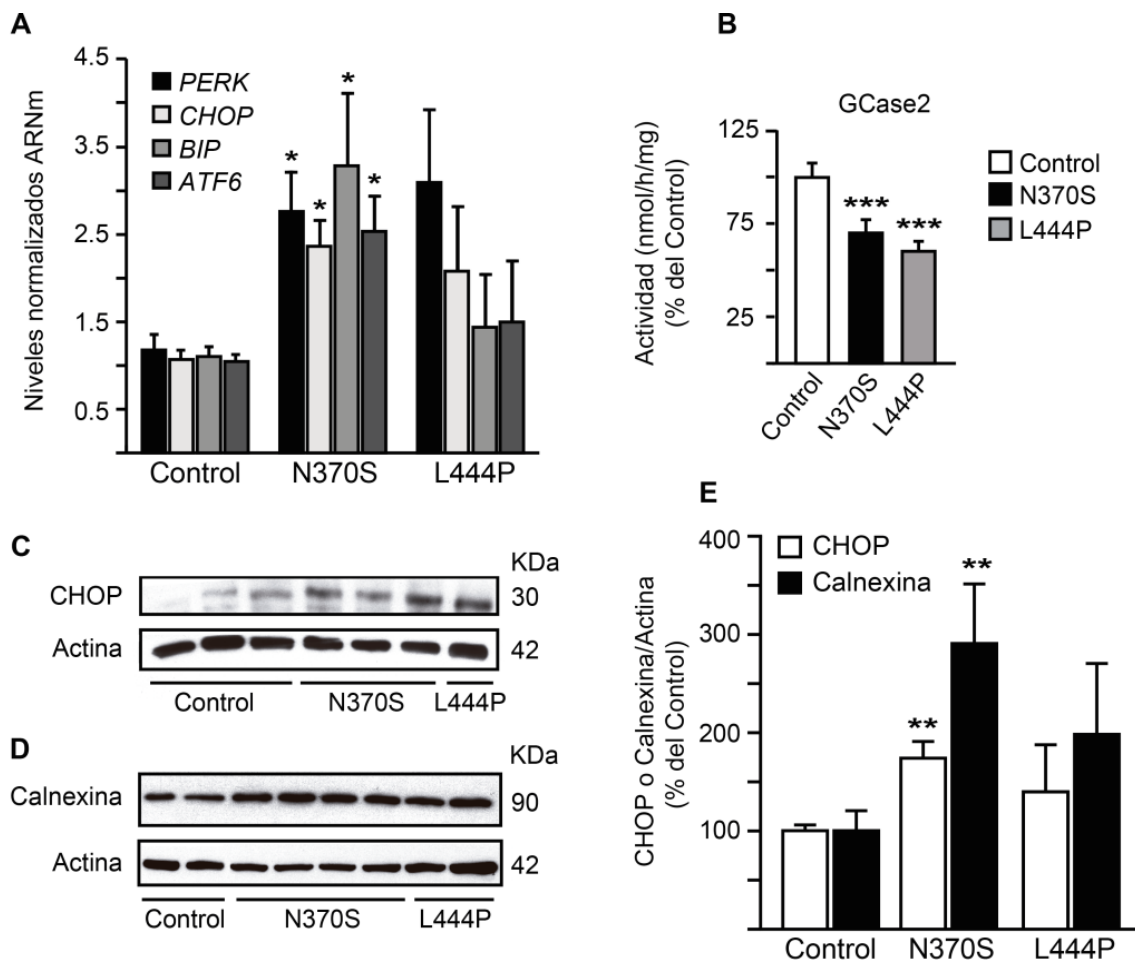 A
Niveles normalizados ARNm
4.5
3.5
2.5
1.5
0.5
PERK
CHOP
BIP
ATF6
*
*
*
*
Control
N370S
L444P
B
GCase2
Actividad (nmol/h/mg)
(% del Control)
125
75
25
***
***
Control
N370S
L444P
Control
N370S
L444P
C
KDa
CHOP
30
Actina
42
Control
N370S
L444P
D
KDa
Calnexina
90
Actina
42
Control
N370S
L444P
E
CHOP o Calnexina/Actina
(% del Control)
400
300
200
100
CHOP
Calnexina
**
**
Control
N370S
L444P